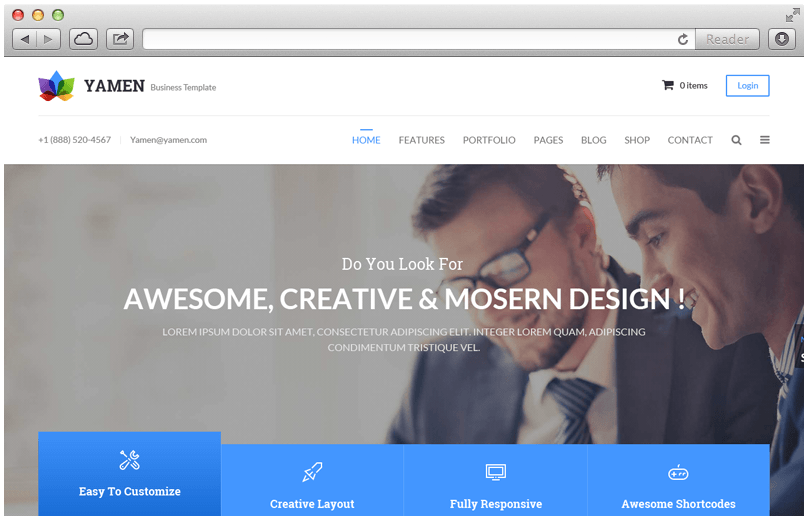 Reader
YAMEN Business Template
0 items
Login
+1 (888) 520-4567 Yamen@yamen.com
HOME FEATURES PORTFOLIO PAGES BLOG SHOP CONTACT
Do You Look For
AWESOME, CREATIVE & MOSERN DESIGN !
LOREM IPSUM DOLOR SIT AMET, CONSECTETUR ADIPISCING ELIT. INTEGER LOREM QUAM, ADIPISCING
CONDIMENTUM TRISTIQUE VEL.
Easy To Customize
Creative Layout
Fully Responsive
Awesome Shortcodes